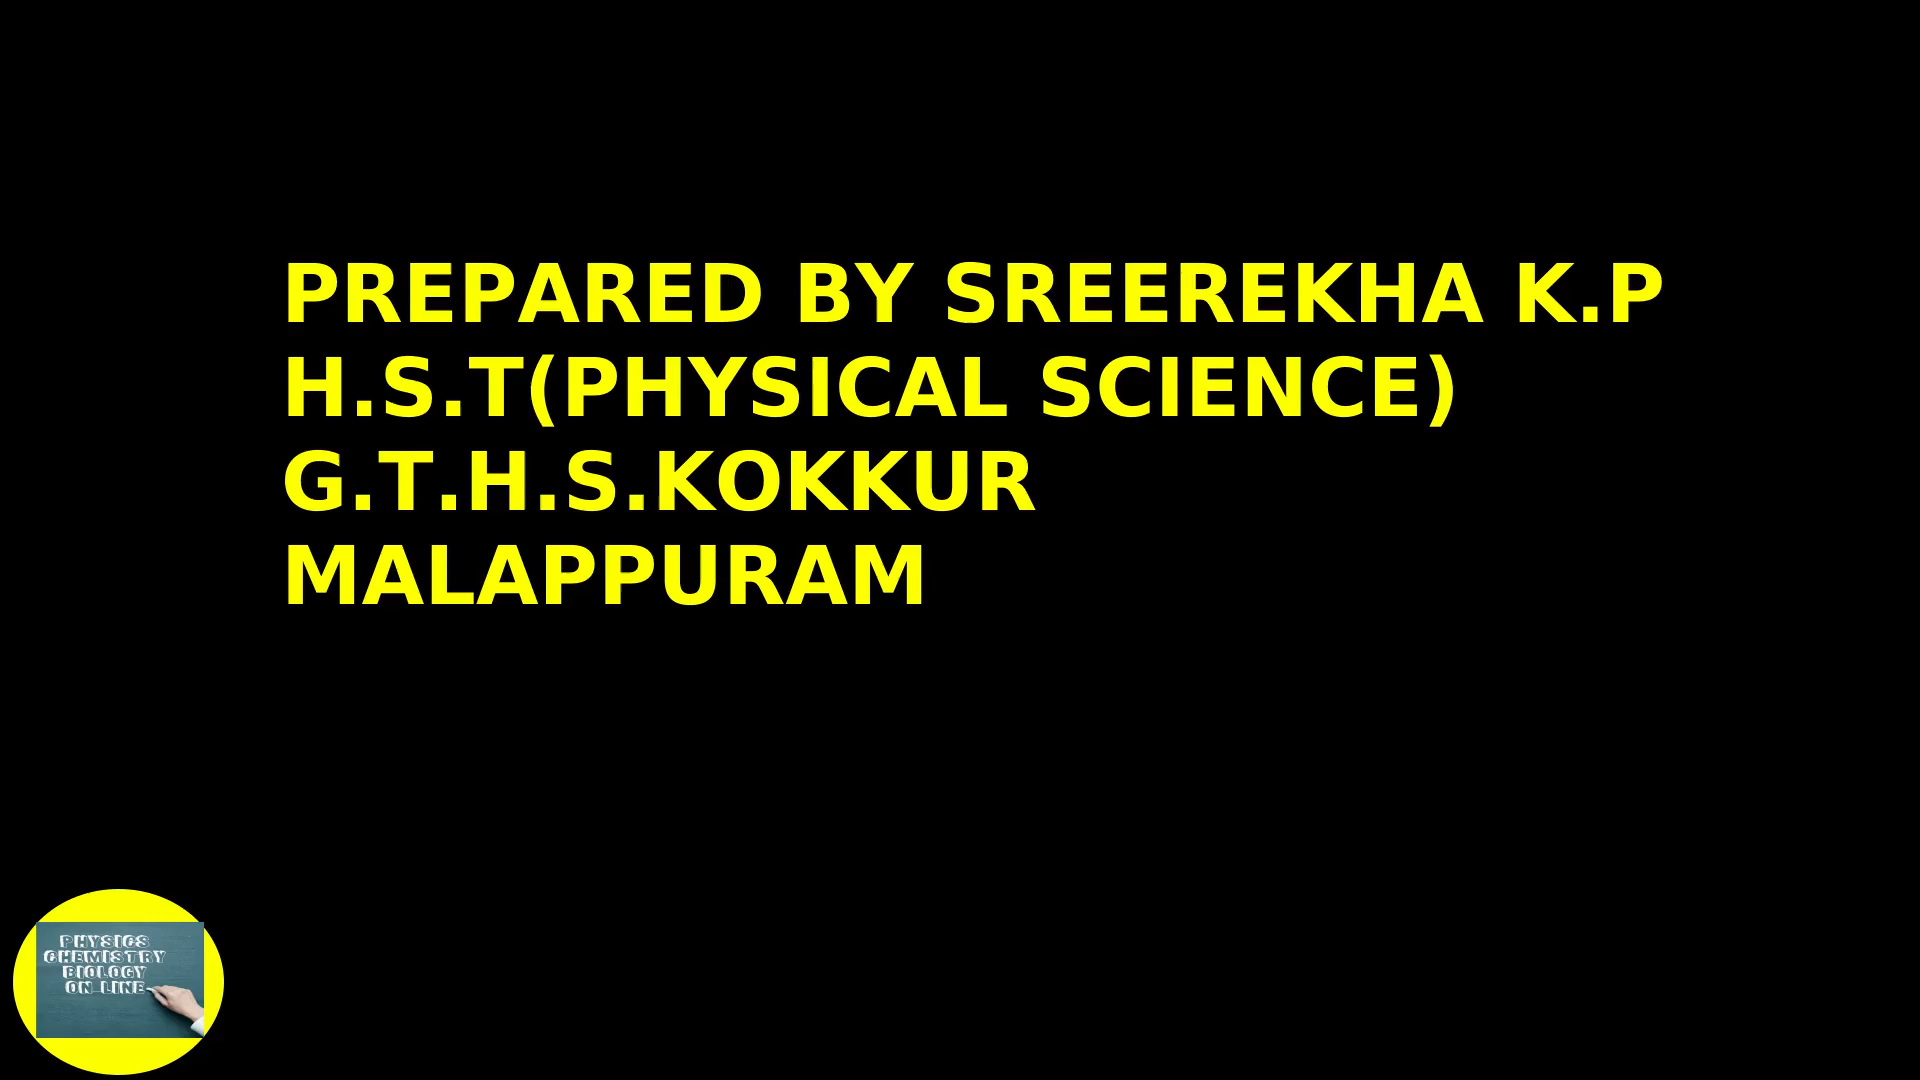 PREPARED BY SREEREKHA K.P
H.S.T(PHYSICAL SCIENCE)
G.T.H.S.KOKKUR
MALAPPURAM
PHYSICS
CHEMISTRY
BIOLOGY
ON LINE